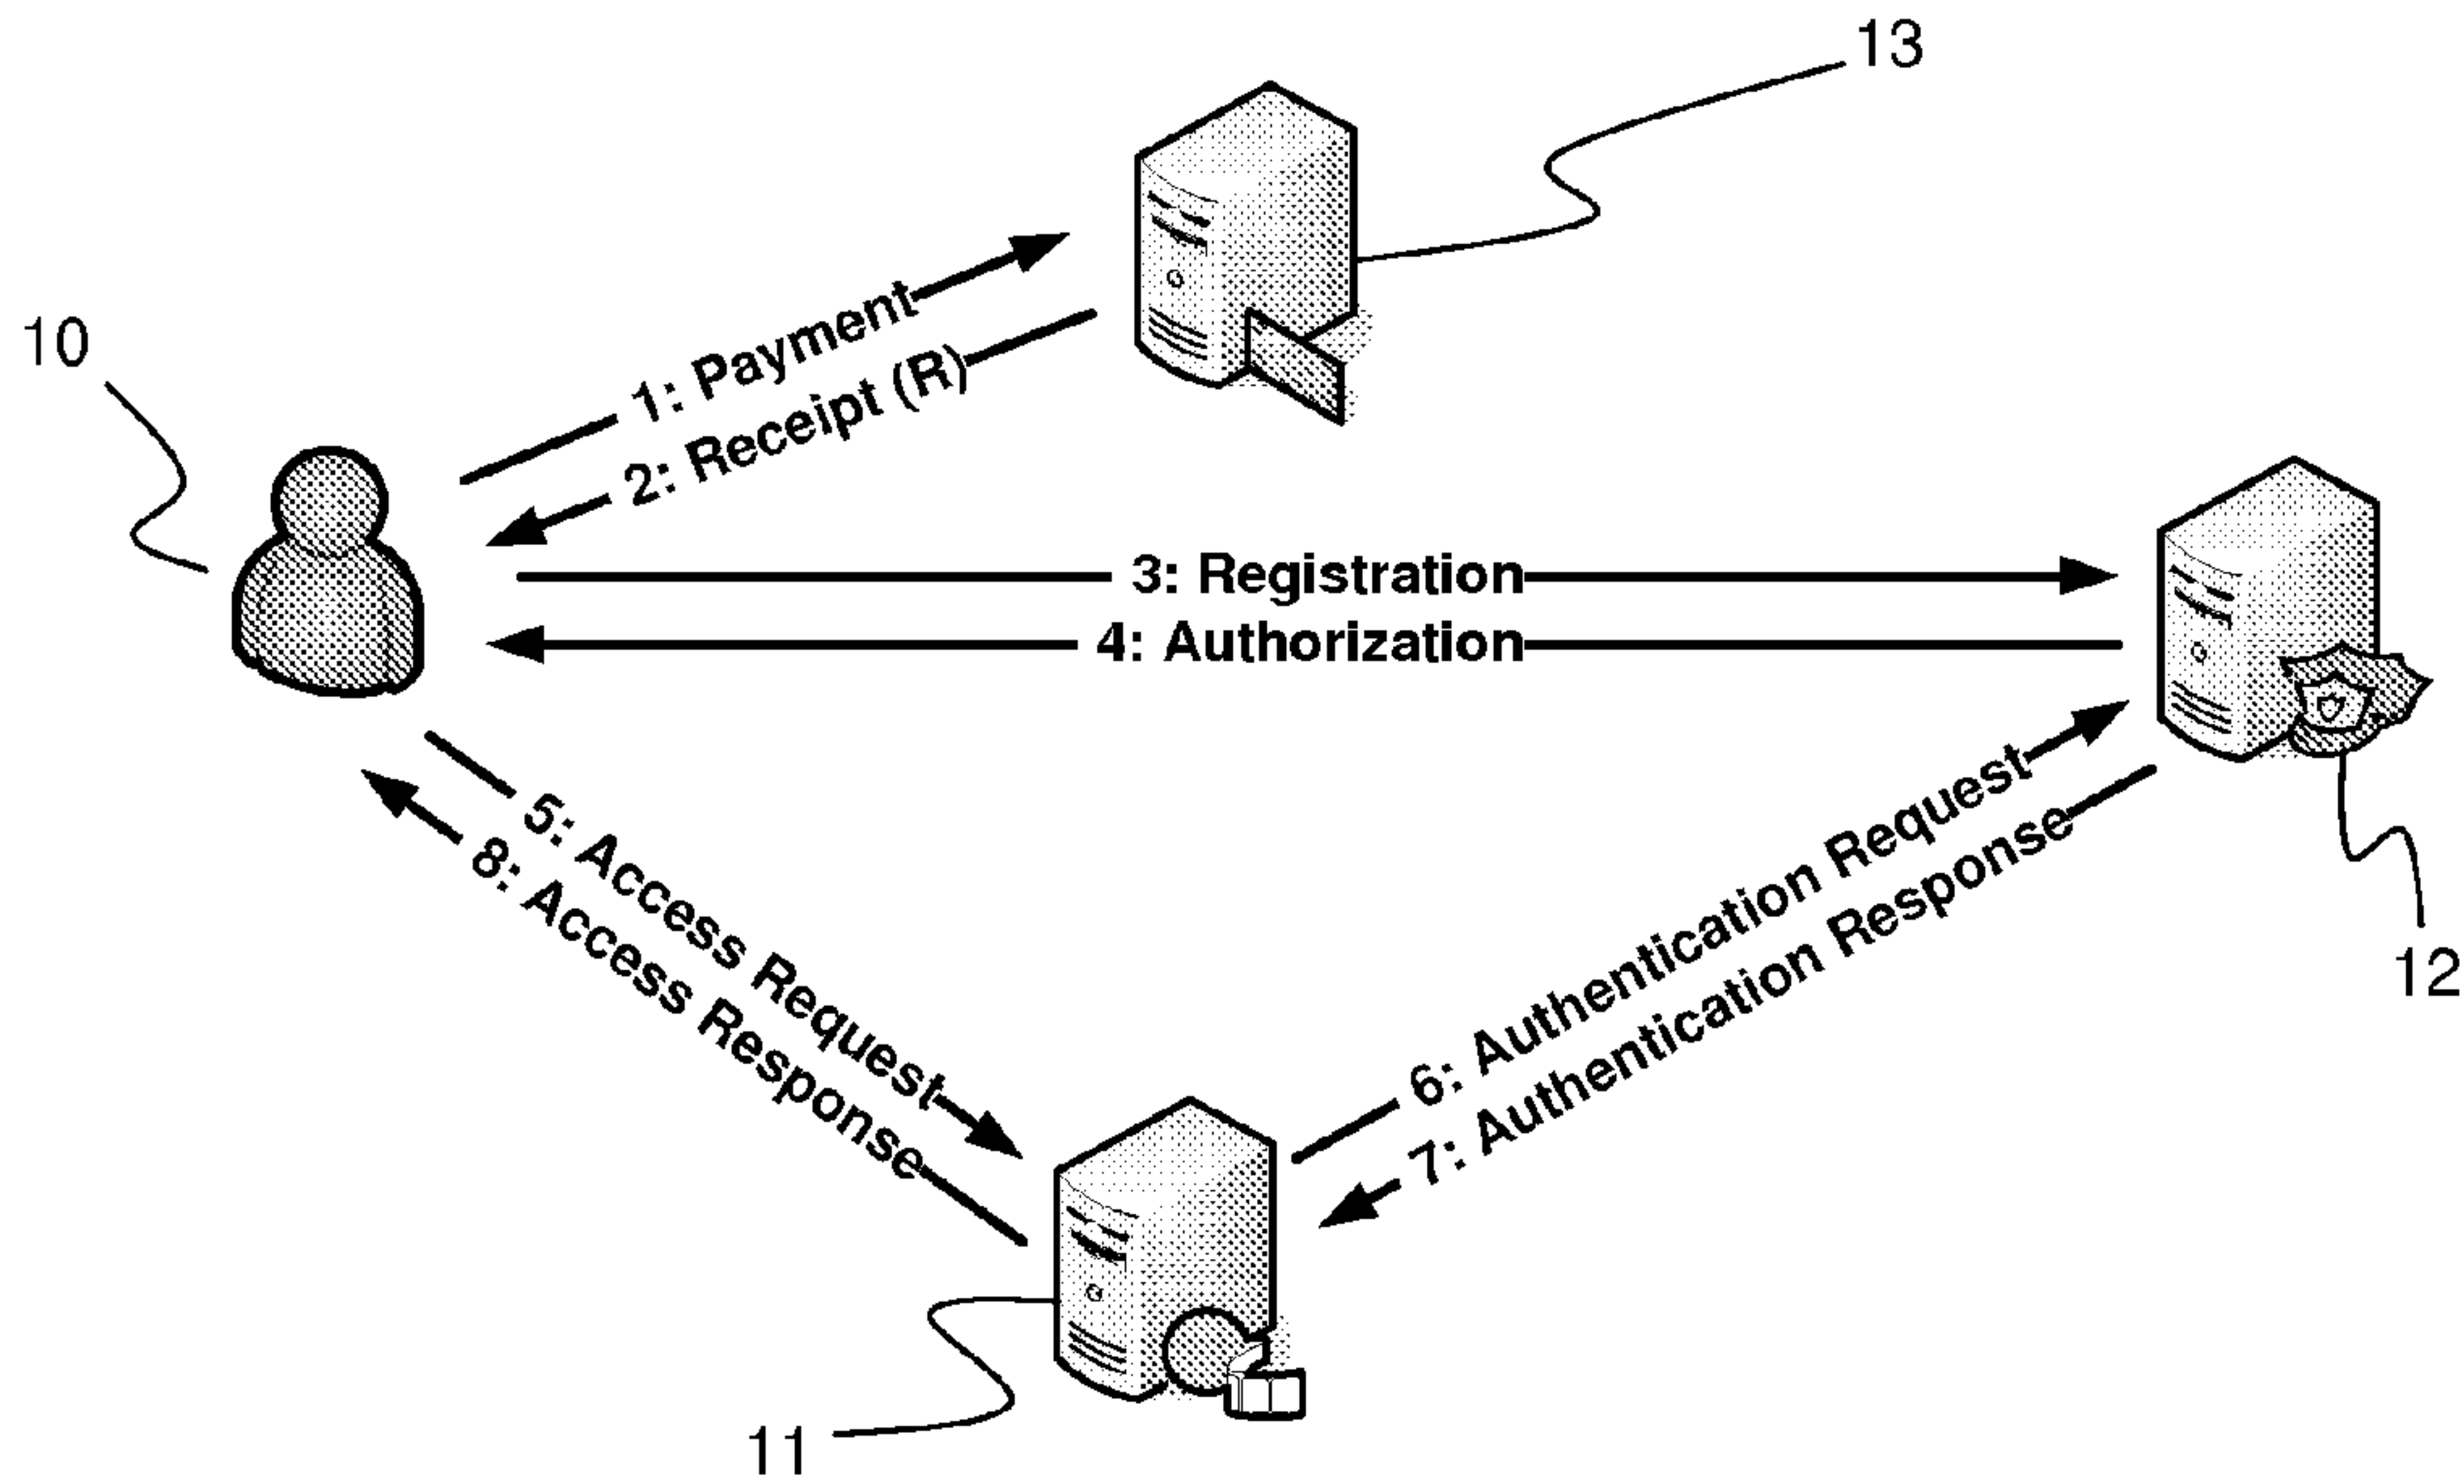 13
10
1: Payment
2: Receipt (R)
3: Registration
4: Authorization
5: Access Request
8: Access Response
6: Authentication Request
7: Authentication Response
12
11